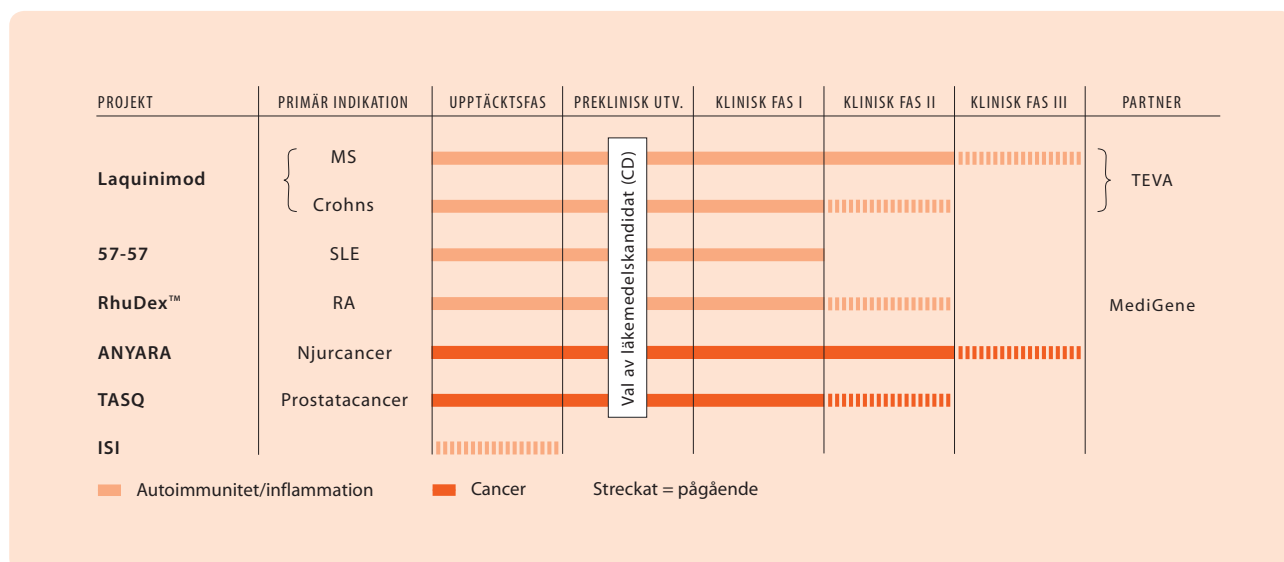 PROJEKT PRIMÄR INDIKATION UPPTÄCKTSFAS PREKLINISK UTV. KLINISK FAS I KLINISK FAS II KLINISK FAS III PARTNER
Laquinimod
MS
Crohns
TEVA
57-57 SLE
RhuDex™ RA MediGene
ANYARA Njurcancer
TASQ Prostatacancer
ISI
Val av läkemedelskandidat (CD)
Autoimmunitet/inflammation Cancer Streckat = pågående